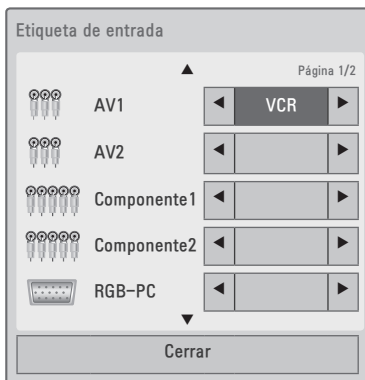 Etiqueta de entrada
Página 1/2
AV1 VCR
AV2
Componente1
Componente2
RGB-PC
Cerrar